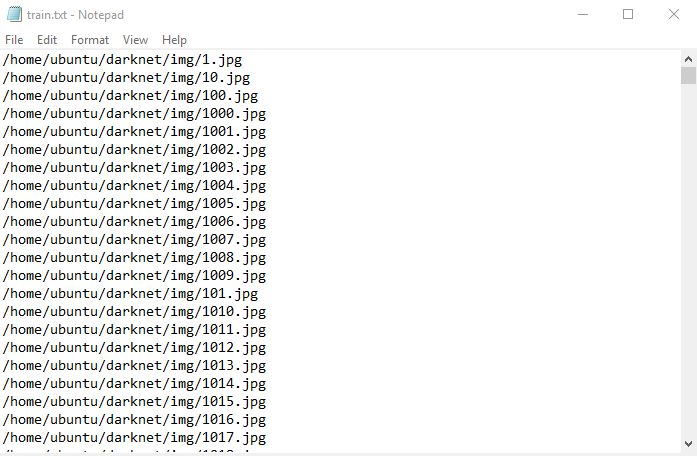 train.txt - Notepad
File Edit Format View Help
/home/ubuntu/darknet/img/1.jpg
/home/ubuntu/darknet/img/10.jpg
/home/ubuntu/darknet/img/100.jpg
/home/ubuntu/darknet/img/1000.jpg
/home/ubuntu/darknet/img/1001.jpg
/home/ubuntu/darknet/img/1002.jpg
/home/ubuntu/darknet/img/1003.jpg
/home/ubuntu/darknet/img/1004.jpg
/home/ubuntu/darknet/img/1005.jpg
/home/ubuntu/darknet/img/1006.jpg
/home/ubuntu/darknet/img/1007.jpg
/home/ubuntu/darknet/img/1008.jpg
/home/ubuntu/darknet/img/1009.jpg
/home/ubuntu/darknet/img/101.jpg
/home/ubuntu/darknet/img/1010.jpg
/home/ubuntu/darknet/img/1011.jpg
/home/ubuntu/darknet/img/1012.jpg
/home/ubuntu/darknet/img/1013.jpg
/home/ubuntu/darknet/img/1014.jpg
/home/ubuntu/darknet/img/1015.jpg
/home/ubuntu/darknet/img/1016.jpg
/home/ubuntu/darknet/img/1017.jpg